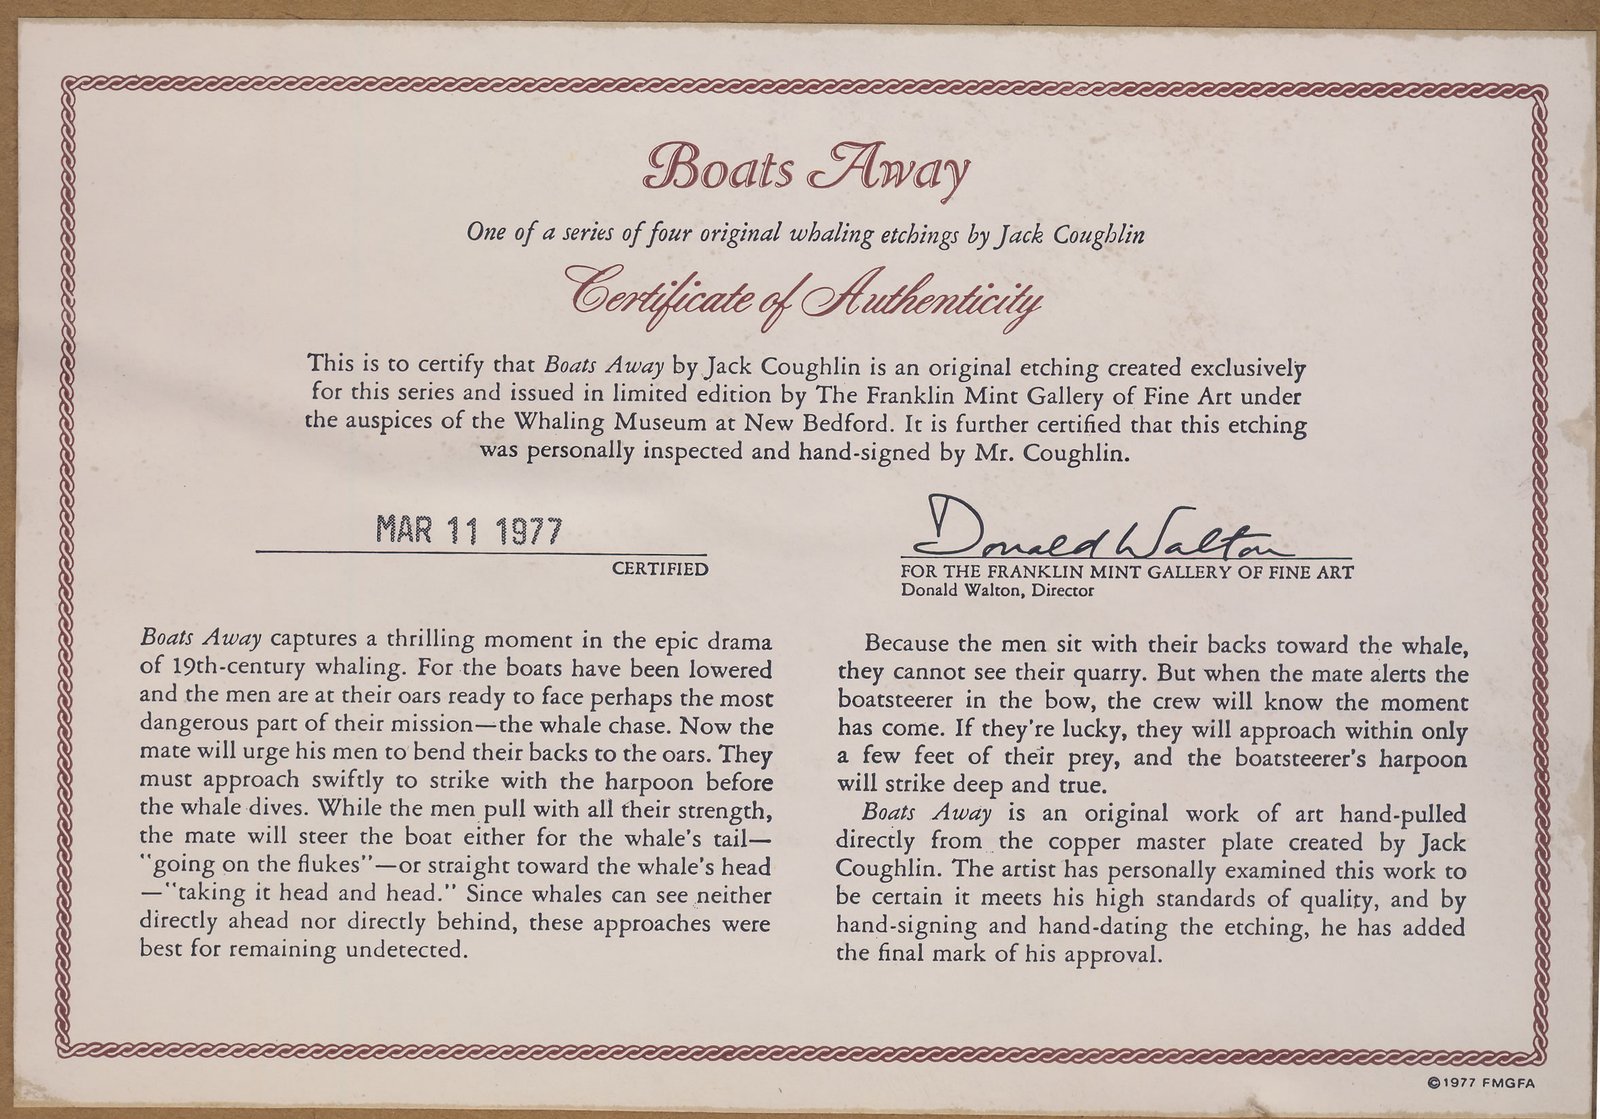 Boats Away
One of a series of four original whaling etchings by Jack Coughlin
Certificate of Authenticity
This is to certify that Boats Away by Jack Coughlin is an original etching created exclusively
for this series and issued in limited edition by The Franklin Mint Gallery of Fine Art under
the auspices of the Whaling Museum at New Bedford. It is further certified that this etching
was personally inspected and hand-signed by Mr. Coughlin.
MAR 11 1977
CERTIFIED
Donald Walton
FOR THE FRANKLIN MINT GALLERY OF FINE ART
Donald Walton, Director
Boats Away captures a thrilling moment in the epic drama
of 19th-century whaling. For the boats have been lowered
and the men are at their oars ready to face perhaps the most
dangerous part of their mission—the whale chase. Now the
mate will urge his men to bend their backs to the oars. They
must approach swiftly to strike with the harpoon before
the whale dives. While the men pull with all their strength,
the mate will steer the boat either for the whale's tail—
"going on the flukes"—or straight toward the whale's head
—"taking it head and head." Since whales can see neither
directly ahead nor directly behind, these approaches were
best for remaining undetected.
Because the men sit with their backs toward the whale,
they cannot see their quarry. But when the mate alerts the
boatsteerer in the bow, the crew will know the moment
has come. If they're lucky, they will approach within only
a few feet of their prey, and the boatsteerer's harpoon
will strike deep and true.
Boats Away is an original work of art hand-pulled
directly from the copper master plate created by Jack
Coughlin. The artist has personally examined this work to
be certain it meets his high standards of quality, and by
hand-signing and hand-dating the etching, he has added
the final mark of his approval.
©1977 FMGFA